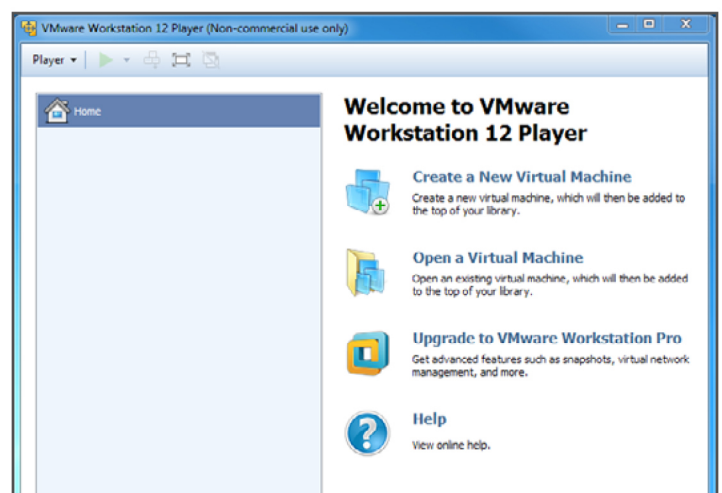 VMware Workstation 12 Player (Non-commercial use only)
Player
Home
Welcome to VMware
Workstation 12 Player
Create a New Virtual Machine
Create a new virtual machine, which will then be added to
the top of your library.
Open a Virtual Machine
Open an existing virtual machine, which will then be added
to the top of your library.
Upgrade to VMware Workstation Pro
Get advanced features such as snapshots, virtual network
management, and more.
Help
View online help.